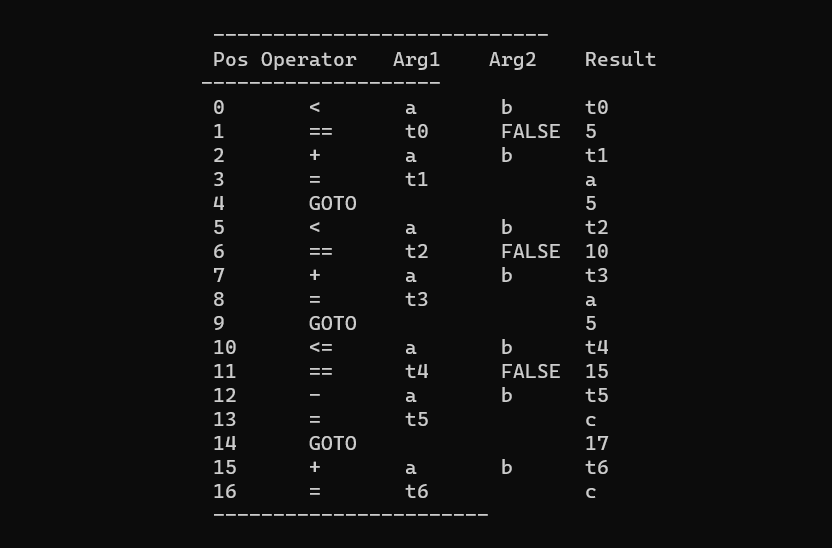 ----------------------------
Pos Operator   Arg1    Arg2    Result
--------------------
0       <       a       b      t0
1       ==      t0      FALSE  5
2       +       a       b      t1
3       =       t1             a
4       GOTO                   5
5       <       a       b      t2
6       ==      t2      FALSE  10
7       +       a       b      t3
8       =       t3             a
9       GOTO                   5
10      <=      a       b      t4
11      ==      t4      FALSE  15
12      -       a       b      t5
13      =       t5             c
14      GOTO                   17
15      +       a       b      t6
16      =       t6             c
-----------------------